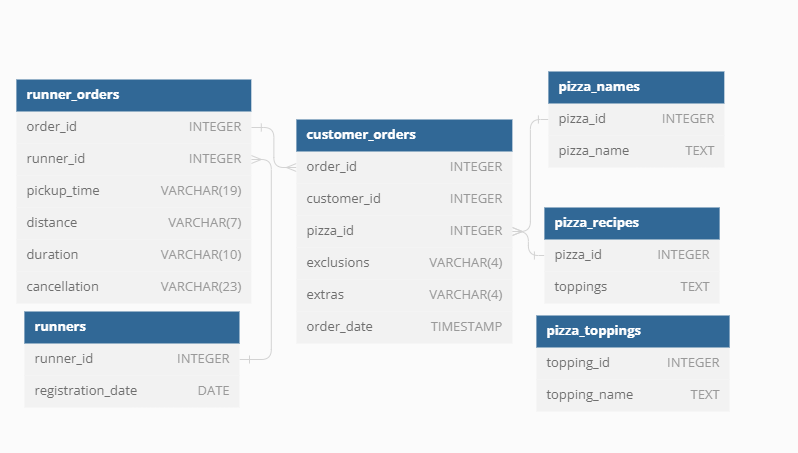 runner_orders
order_id INTEGER
runner_id INTEGER
pickup_time VARCHAR(19)
distance VARCHAR(7)
duration VARCHAR(10)
cancellation VARCHAR(23)
runners
runner_id INTEGER
registration_date DATE
customer_orders
order_id INTEGER
customer_id INTEGER
pizza_id INTEGER
exclusions VARCHAR(4)
extras VARCHAR(4)
order_date TIMESTAMP
pizza_names
pizza_id INTEGER
pizza_name TEXT
pizza_recipes
pizza_id INTEGER
toppings TEXT
pizza_toppings
topping_id INTEGER
topping_name TEXT